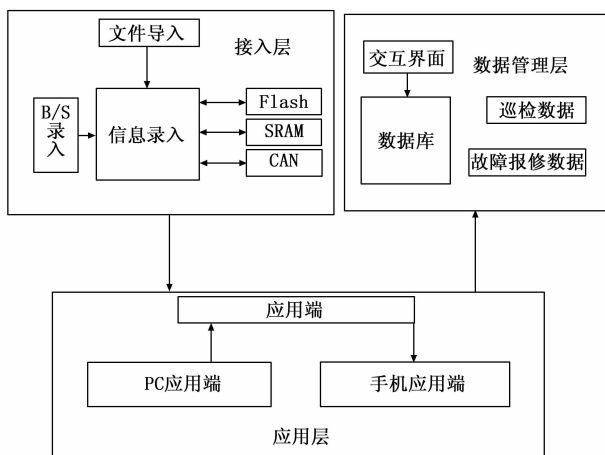 文件导入
接入层
B/S
录
入
信息录入
Flash
SRAM
CAN
交互界面
数据管理层
数据库
巡检数据
故障报修数据
应用端
PC应用端
手机应用端
应用层